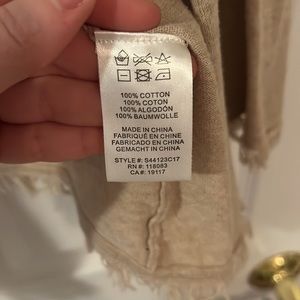 100% COTTON
100% COTON
100% ALGODÓN
100% BAUMWOLLE
MADE IN CHINA
FABRIQUÉ EN CHINE
FABRICADO EN CHINA
GEMACHT IN CHINA
STYLE #: S44123C17
RN #: 118083
CA#: 19117